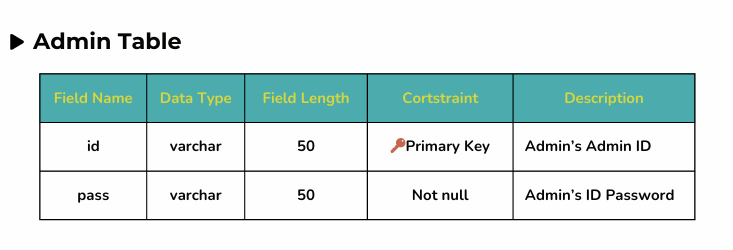 Admin Table
Field Name Data Type Field Length Cortstraint Description
id varchar 50 Primary Key Admin's Admin ID
pass varchar 50 Not null Admin's ID Password